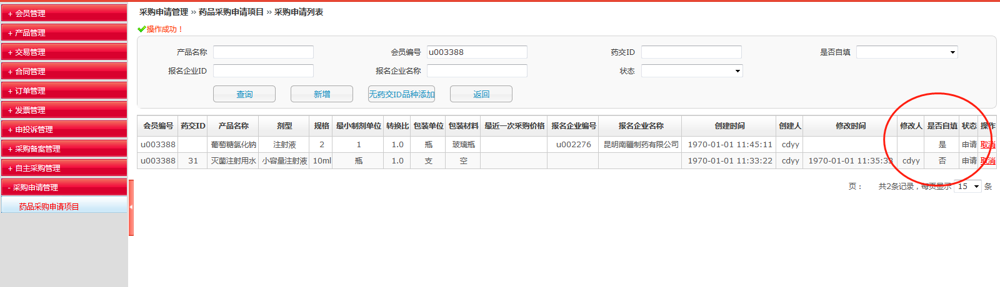 + 会员管理
+ 产品管理
+ 交易管理
+ 合同管理
+ 订单管理
+ 发票管理
+ 申投诉管理
+ 采购备案管理
+ 自主采购管理
- 采购申请管理
药品采购申请项目
采购申请管理 » 药品采购申请项目 » 采购申请列表
操作成功！
产品名称 会员编号 u003388 药交ID 是否自填
报名企业ID 报名企业名称 状态
查询 新增 无药交ID品种添加 返回
会员编号 药交ID 产品名称 剂型 规格 最小制剂单位 转换比 包装单位 包装材料 最近一次采购价格 报名企业编号 报名企业名称 创建时间 创建人 修改时间 修改人 是否自填 状态 操作
u003388 葡萄糖氯化钠 注射液 2 1 1.0 瓶 玻璃瓶 u002276 昆明南疆制药有限公司 1970-01-01 11:45:11 cdyy 是 申请 取消
u003388 31 灭菌注射用水 小容量注射液 10ml 瓶 1.0 支 空 1970-01-01 11:33:22 cdyy 1970-01-01 11:35:33 cdyy 否 申请 取消
页： 共2条记录，每页显示 15 条